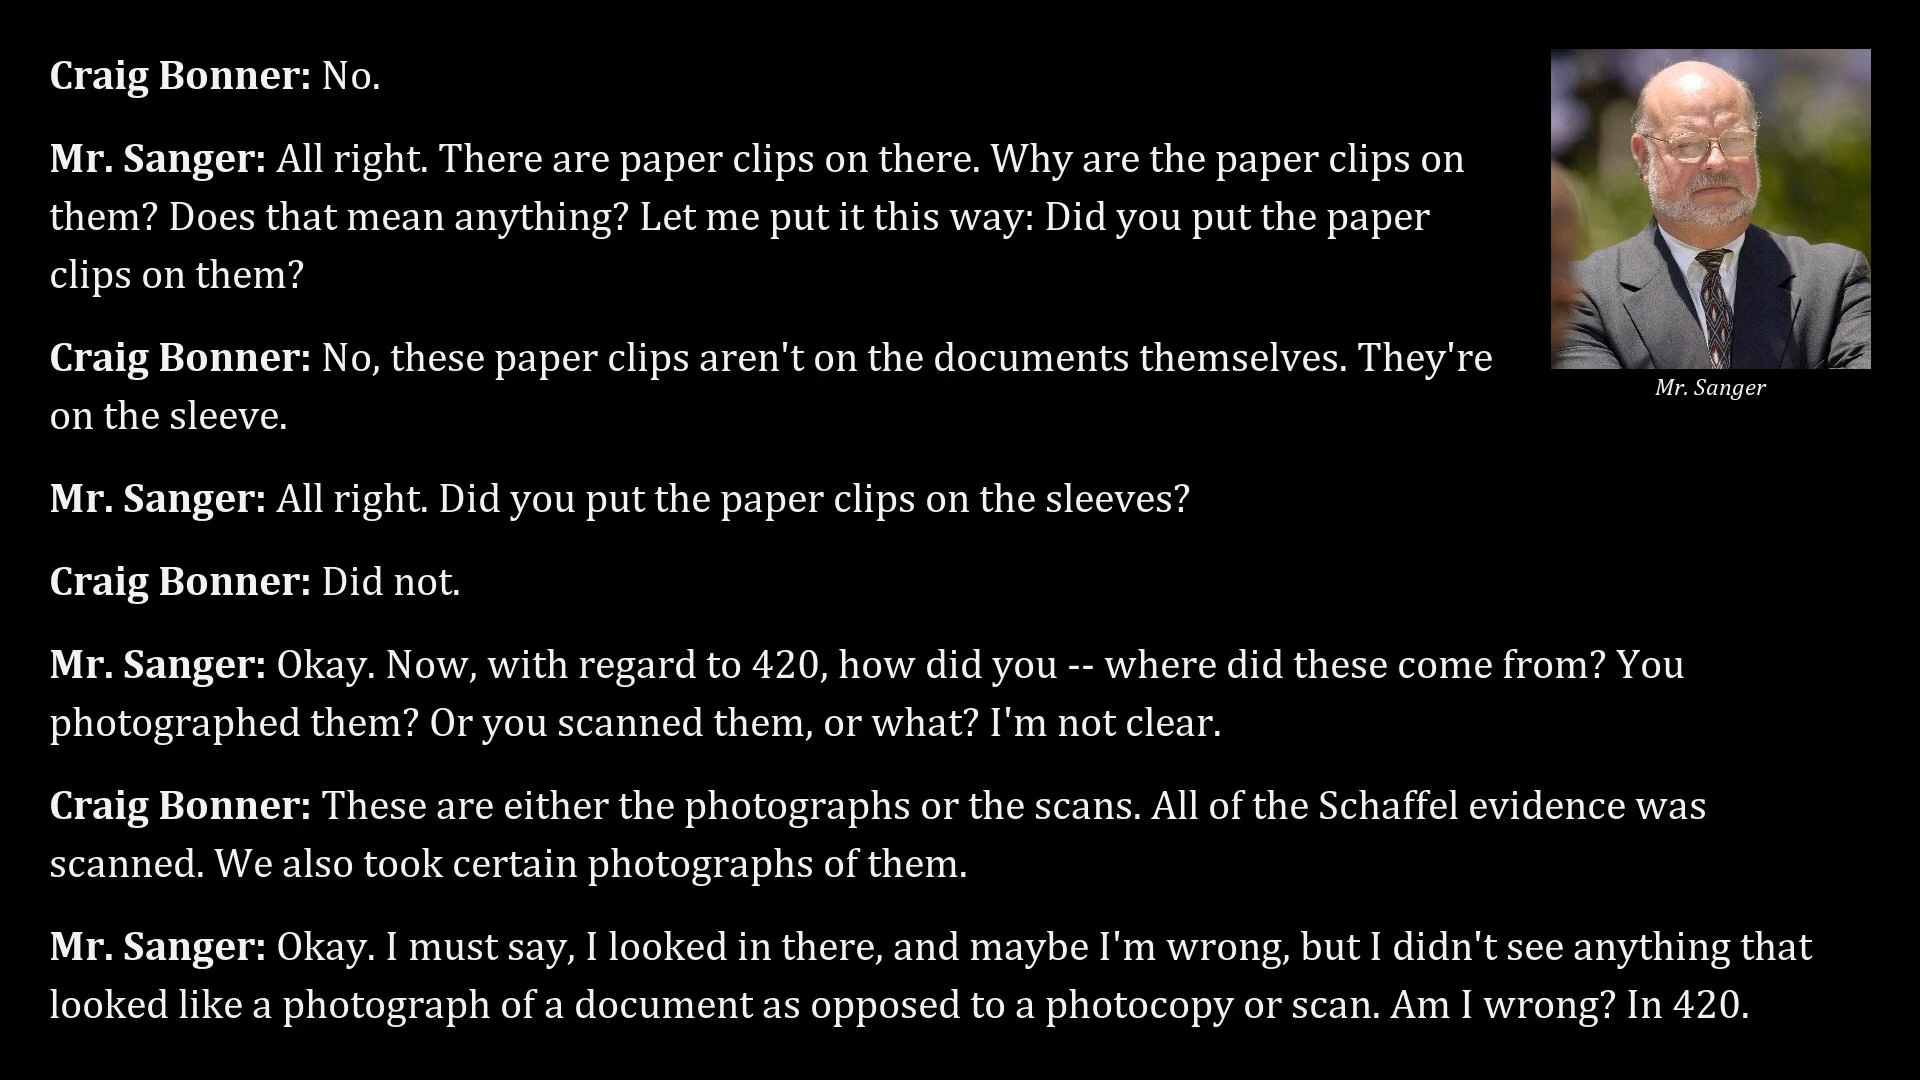 Craig Bonner: No.
Mr. Sanger: All right. There are paper clips on there. Why are the paper clips on
them? Does that mean anything? Let me put it this way: Did you put the paper
clips on them?
Craig Bonner: No, these paper clips aren't on the documents themselves. They're
on the sleeve.
Mr. Sanger
Mr. Sanger: All right. Did you put the paper clips on the sleeves?
Craig Bonner: Did not.
Mr. Sanger: Okay. Now, with regard to 420, how did you -- where did these come from? You
photographed them? Or you scanned them, or what? I'm not clear.
Craig Bonner: These are either the photographs or the scans. All of the Schaffel evidence was
scanned. We also took certain photographs of them.
Mr. Sanger: Okay. I must say, I looked in there, and maybe I'm wrong, but I didn't see anything that
looked like a photograph of a document as opposed to a photocopy or scan. Am I wrong? In 420.